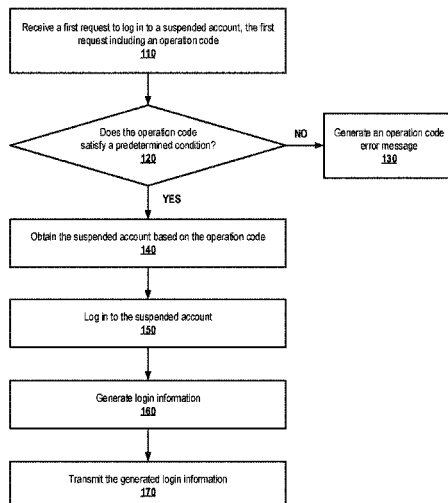 Receive a first request to log in to a suspended account, the first
request including an operation code
110
Does the operation code
satisfy a predetermined condition?
120
NO
Generate an operation code
error message
130
YES
Obtain the suspended account based on the operation code
140
Log in to the suspended account
150
Generate login information
160
Transmit the generated login information
170